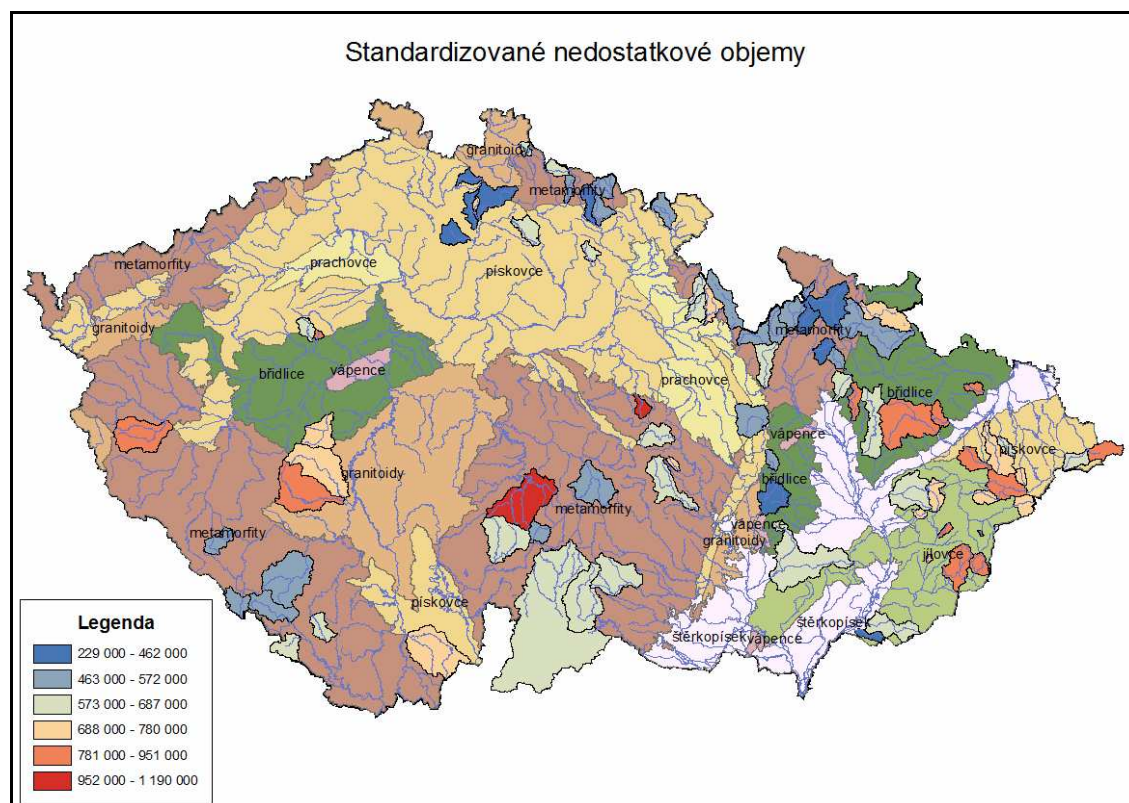 Standardizované nedostatkové objemy
granitoidy
metamorfity
metamorfity
prachovce
pískovce
granitoidy
metamorfity
břidlice
vápence
břidlice
prachovce
vápence
pískovce
granitoidy
břidlice
metamorfity
vápence
metamorfity
granitoidy
jílovce
pískovce
štěrkopísek
štěrkopísek
vápence
Legenda
229 000 - 462 000
463 000 - 572 000
573 000 - 687 000
688 000 - 780 000
781 000 - 951 000
952 000 - 1 190 000